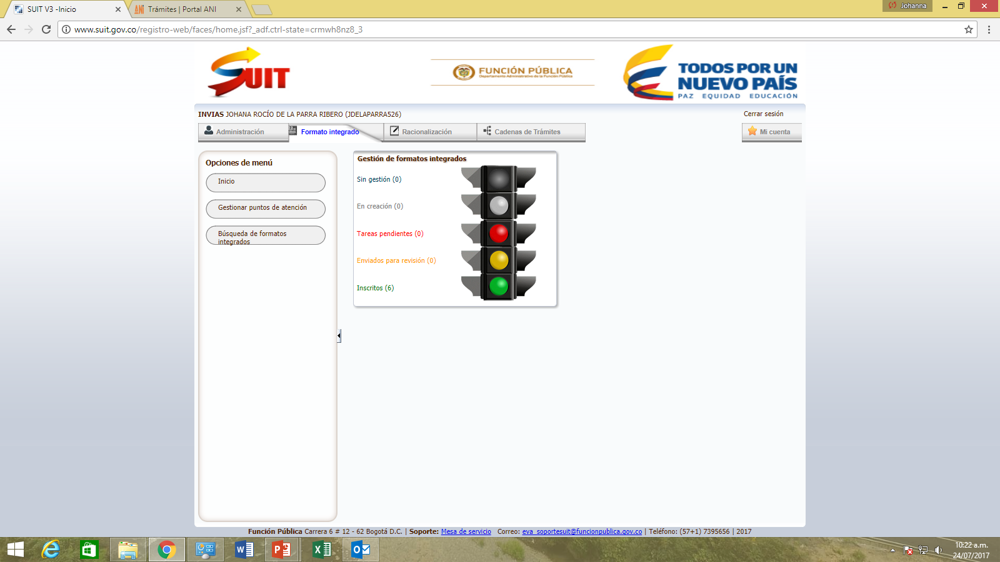 SUIT V3 -Inicio
Trámites | Portal ANI
Johanna
www.suit.gov.co/registro-web/faces/home.jsf?_adf.ctrl-state=crmwh8nz8_3
SUIT
FUNCIÓN PÚBLICA
Departamento Administrativo de la Función Pública
TODOS POR UN
NUEVO PAÍS
PAZ EQUIDAD EDUCACIÓN
INVIAS JOHANA ROCÍO DE LA PARRA RIBERO (JDELAPARRA526)
Cerrar sesión
Administración
Formato integrado
Racionalización
Cadenas de Trámites
Mi cuenta
Opciones de menú
Inicio
Gestionar puntos de atención
Búsqueda de formatos
integrados
Gestión de formatos integrados
Sin gestión (0)
En creación (0)
Tareas pendientes (0)
Enviados para revisión (0)
Inscritos (6)
Función Pública Carrera 6 # 12 - 62 Bogotá D.C. | Soporte: Mesa de servicio Correo: eva_soportesuit@funcionpublica.gov.co | Teléfono: (57+1) 7395656 | 2017
10:22 a.m.
24/07/2017